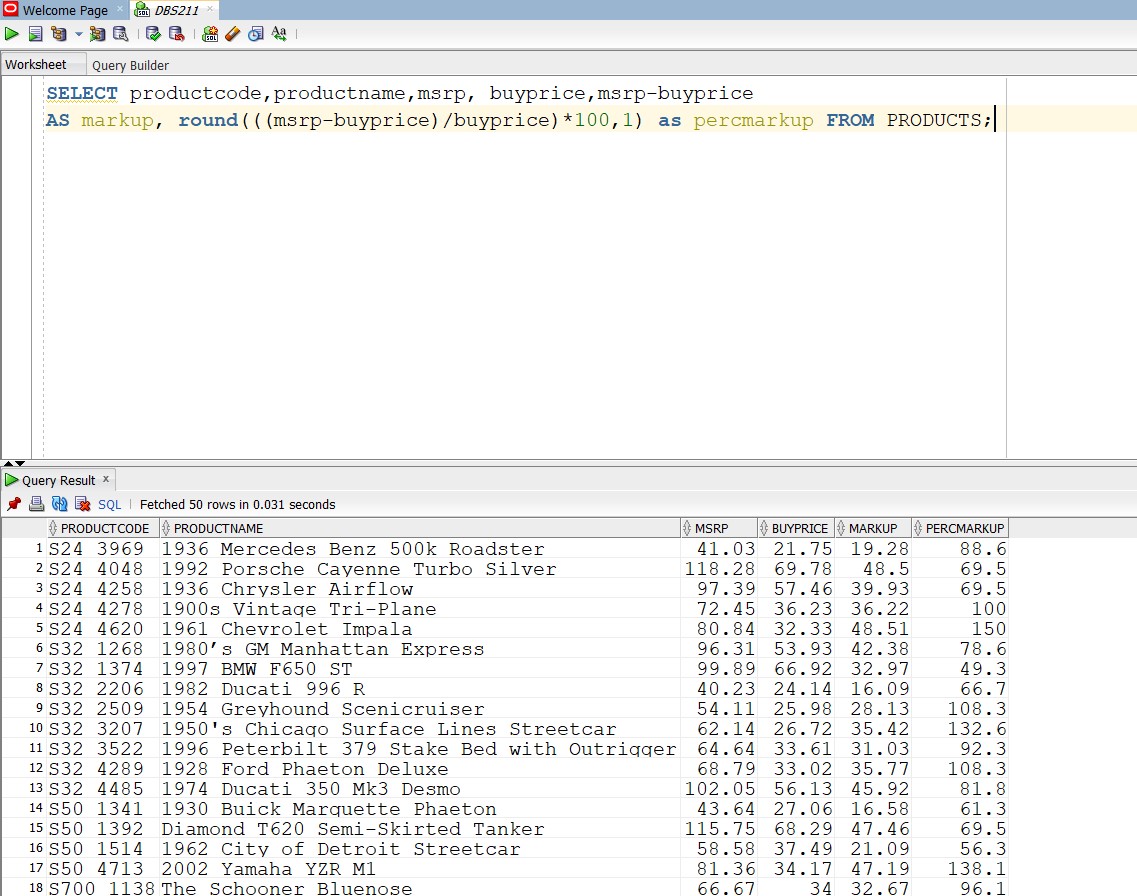 Welcome Page × DBS211 ×
Worksheet Query Builder
SELECT productcode,productname,msrp, buyprice,msrp-buyprice
AS markup, round(((msrp-buyprice)/buyprice)*100,1) as percmarkup FROM PRODUCTS;
Query Result ×
SQL | Fetched 50 rows in 0.031 seconds
PRODUCTCODE PRODUCTNAME MSRP BUYPRICE MARKUP PERCMARKUP
1 S24 3969 1936 Mercedes Benz 500k Roadster 41.03 21.75 19.28 88.6
2 S24 4048 1992 Porsche Cayenne Turbo Silver 118.28 69.78 48.5 69.5
3 S24 4258 1936 Chrysler Airflow 97.39 57.46 39.93 69.5
4 S24 4278 1900s Vintage Tri-Plane 72.45 36.23 36.22 100
5 S24 4620 1961 Chevrolet Impala 80.84 32.33 48.51 150
6 S32 1268 1980’s GM Manhattan Express 96.31 53.93 42.38 78.6
7 S32 1374 1997 BMW F650 ST 99.89 66.92 32.97 49.3
8 S32 2206 1982 Ducati 996 R 40.23 24.14 16.09 66.7
9 S32 2509 1954 Greyhound Scenicruiser 54.11 25.98 28.13 108.3
10 S32 3207 1950's Chicago Surface Lines Streetcar 62.14 26.72 35.42 132.6
11 S32 3522 1996 Peterbilt 379 Stake Bed with Outrigger 64.64 33.61 31.03 92.3
12 S32 4289 1928 Ford Phaeton Deluxe 68.79 33.02 35.77 108.3
13 S32 4485 1974 Ducati 350 Mk3 Desmo 102.05 56.13 45.92 81.8
14 S50 1341 1930 Buick Marquette Phaeton 43.64 27.06 16.58 61.3
15 S50 1392 Diamond T620 Semi-Skirted Tanker 115.75 68.29 47.46 69.5
16 S50 1514 1962 City of Detroit Streetcar 58.58 37.49 21.09 56.3
17 S50 4713 2002 Yamaha YZR M1 81.36 34.17 47.19 138.1
18 S700 1138 The Schooner Bluenose 66.67 34 32.67 96.1